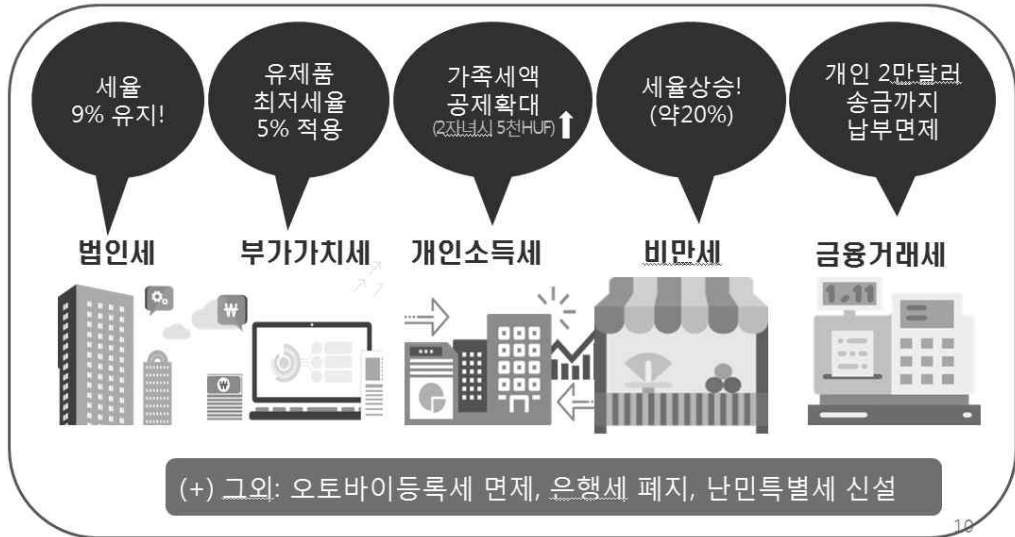 세율
9% 유지!
유제품
최저세율
5% 적용
가족세액
공제확대
(2자녀시 5천HUF)
세율상승!
(약20%)
개인 2만달러
송금까지
납부면제
법인세
부가가치세
개인소득세
비만세
금융거래세
₩
₩
1.11
(+) 그외: 오토바이등록세 면제, 은행세 폐지, 난민특별세 신설
10